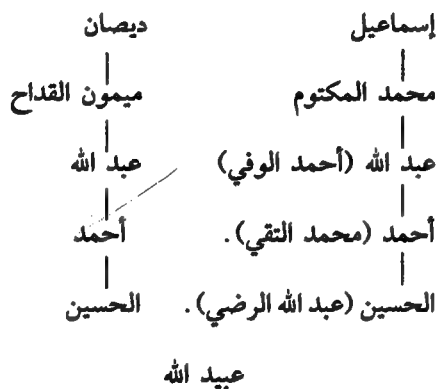 إسماعيل ديصان
محمد المكتوم ميمون القداح
عبد الله (أحمد الوفي) عبد الله
أحمد (محمد التقي). أحمد
الحسين (عبد الله الرضي). الحسين
عبيد الله